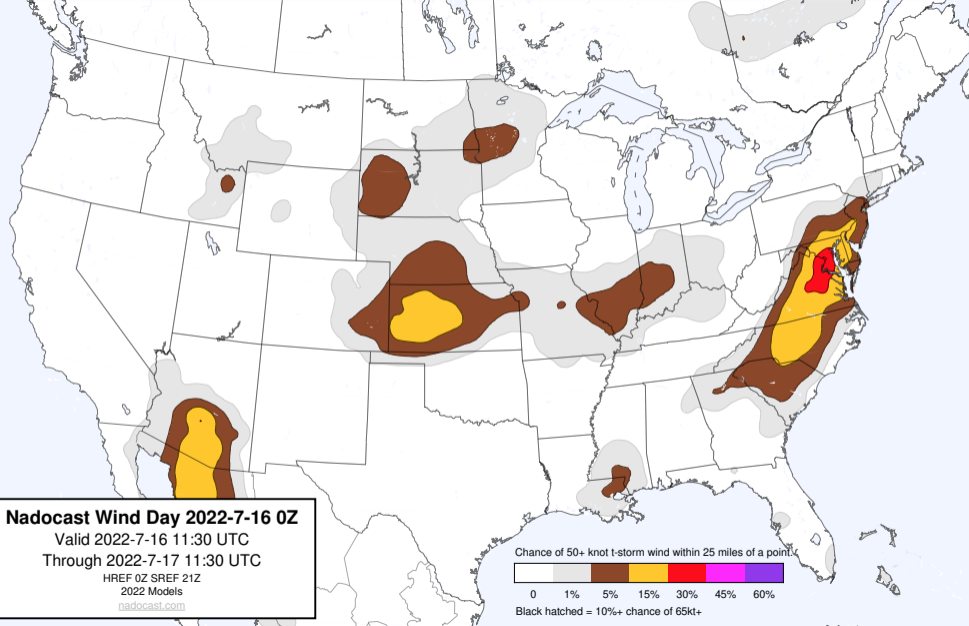 Nadocast Wind Day 2022-7-16 0Z
Valid 2022-7-16 11:30 UTC
Through 2022-7-17 11:30 UTC
HREF 0Z SREF 21Z
2022 Models
nadocast.com
Chance of 50+ knot t-storm wind within 25 miles of a point.
0 1% 5% 15% 30% 45% 60%
Black hatched = 10%+ chance of 65kt+